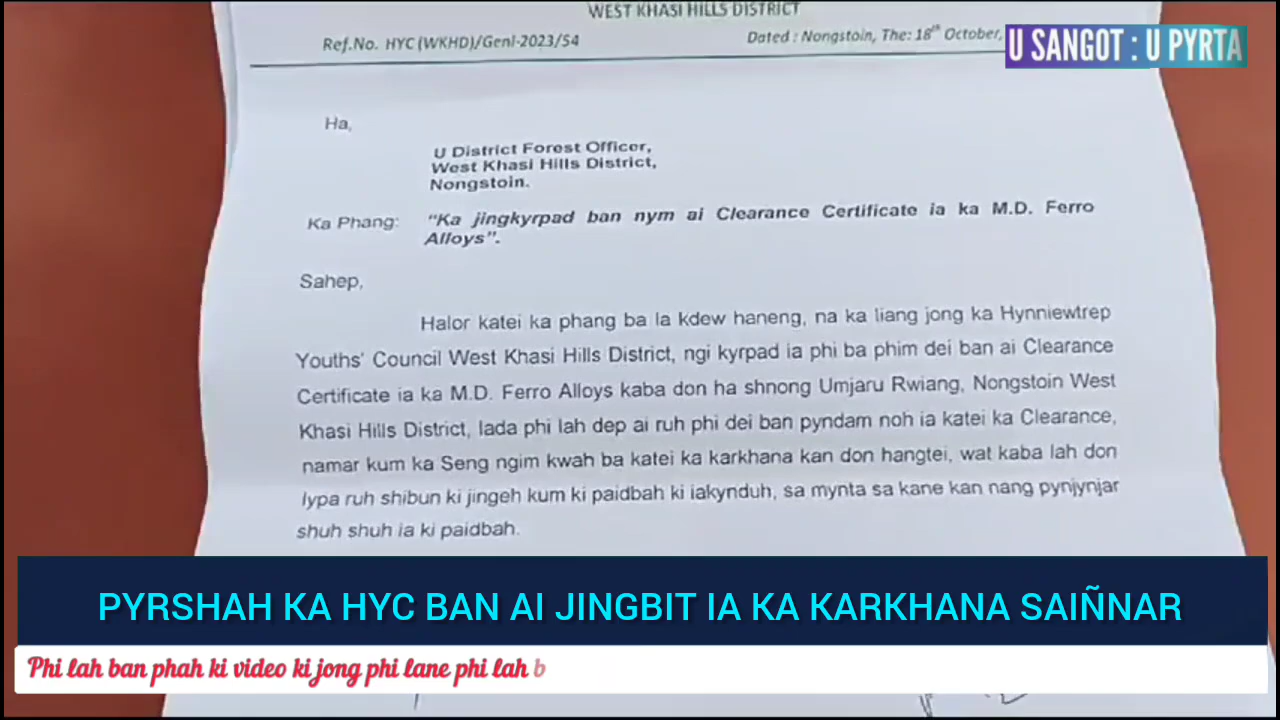 WEST KHASI HILLS DISTRICT
Ref.No. HYC (WKHD)/Genl-2023/54
Dated : Nongstoin, The: 18th October,
U SANGOT : U PYRTA
Ha,
U District Forest Officer,
West Khasi Hills District,
Nongstoin.
Ka Phang: "Ka jingkyrpad ban nym ai Clearance Certificate ia ka M.D. Ferro
Alloys".
Sahep,
Halor katei ka phang ba la kdew haneng, na ka liang jong ka Hynniewtrep
Youths' Council West Khasi Hills District, ngi kyrpad ia phi ba phim dei ban ai Clearance
Certificate ia ka M.D. Ferro Alloys kaba don ha shnong Umjaru Rwiang, Nongstoin West
Khasi Hills District, lada phi lah dep ai ruh phi dei ban pyndam noh ia katei ka Clearance,
namar kum ka Seng ngim kwah ba katei ka karkhana kan don hangtei, wat kaba lah don
lypa ruh shibun ki jingeh kum ki paidbah ki iakynduh, sa mynta sa kane kan nang pynjynjar
shuh shuh ia ki paidbah.
PYRSHAH KA HYC BAN AI JINGBIT IA KA KARKHANA SAIÑNAR
Phi lah ban phah ki video ki jong phi lane phi lah b